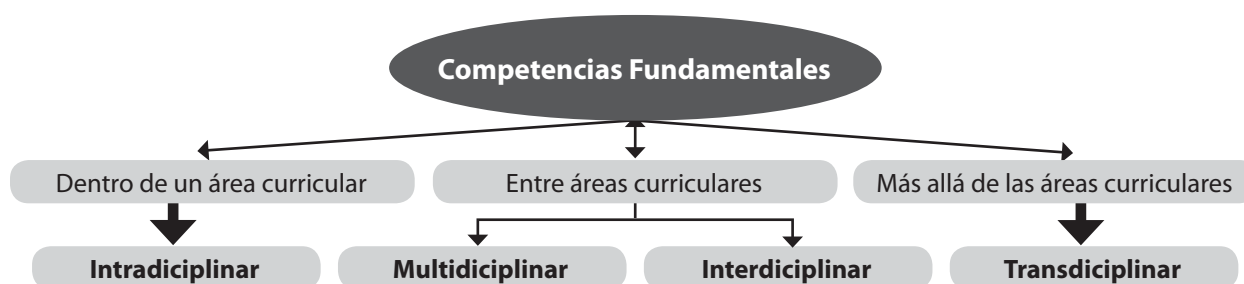 Competencias Fundamentales
Dentro de un área curricular
Entre áreas curriculares
Más allá de las áreas curriculares
Intradiciplinar
Multidiciplinar
Interdiciplinar
Transdiciplinar